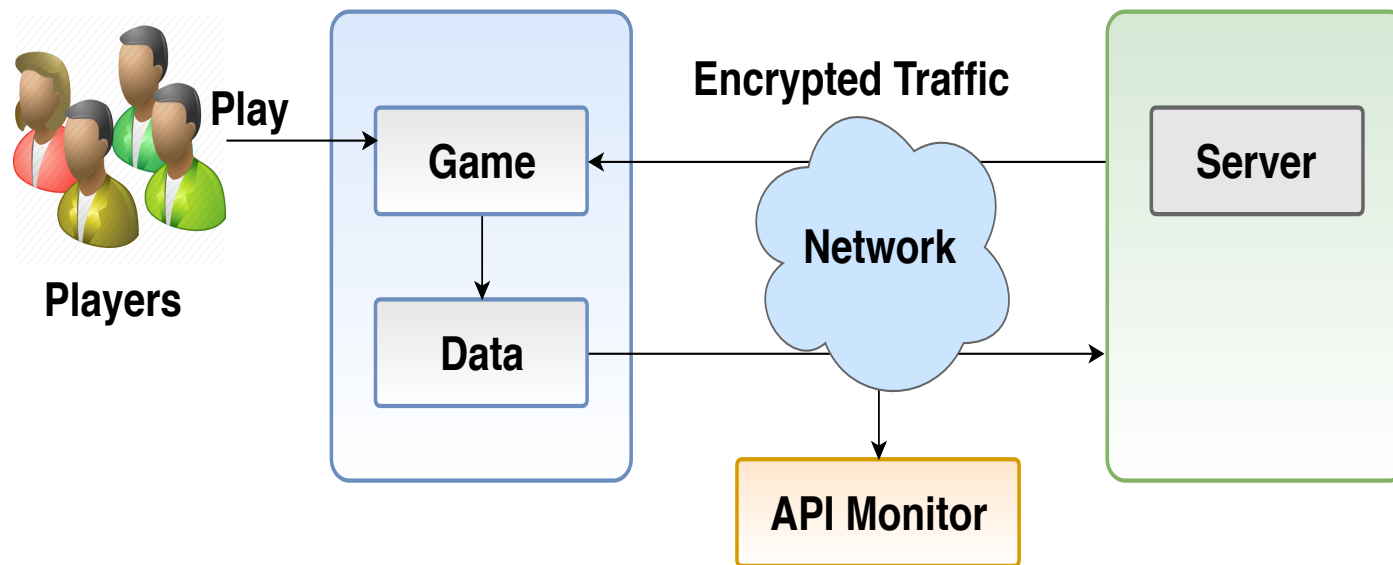 Play
Players
Game
Data
Encrypted Traffic
Network
API Monitor
Server